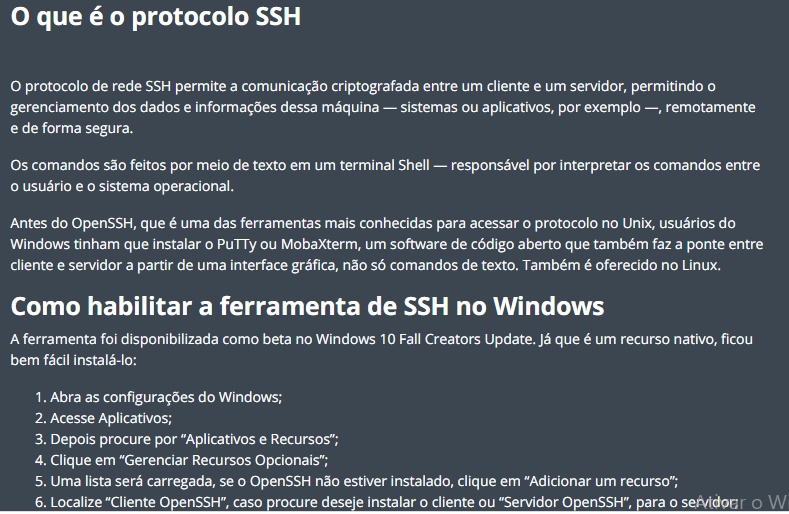 O que é o protocolo SSH
O protocolo de rede SSH permite a comunicação criptografada entre um cliente e um servidor, permitindo o
gerenciamento dos dados e informações dessa máquina — sistemas ou aplicativos, por exemplo —, remotamente
e de forma segura.
Os comandos são feitos por meio de texto em um terminal Shell — responsável por interpretar os comandos entre
o usuário e o sistema operacional.
Antes do OpenSSH, que é uma das ferramentas mais conhecidas para acessar o protocolo no Unix, usuários do
Windows tinham que instalar o PuTTy ou MobaXterm, um software de código aberto que também faz a ponte entre
cliente e servidor a partir de uma interface gráfica, não só comandos de texto. Também é oferecido no Linux.
Como habilitar a ferramenta de SSH no Windows
A ferramenta foi disponibilizada como beta no Windows 10 Fall Creators Update. Já que é um recurso nativo, ficou
bem fácil instalá-lo:
1. Abra as configurações do Windows;
2. Acesse Aplicativos;
3. Depois procure por “Aplicativos e Recursos”;
4. Clique em “Gerenciar Recursos Opcionais”;
5. Uma lista será carregada, se o OpenSSH não estiver instalado, clique em “Adicionar um recurso”;
6. Localize “Cliente OpenSSH”, caso procure deseje instalar o cliente ou “Servidor OpenSSH”, para o servidor;
Ativar o W